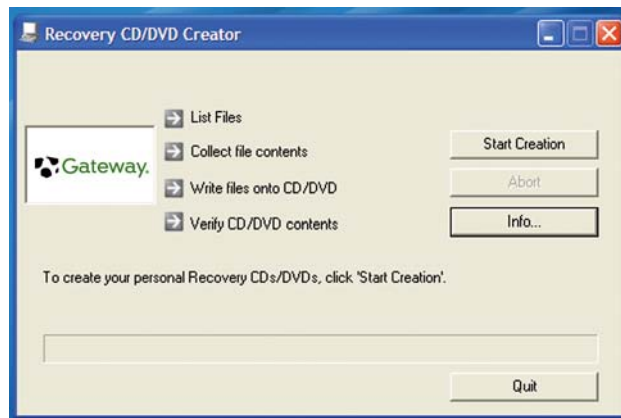 Recovery CD/DVD Creator
List Files
Collect file contents
Write files onto CD/DVD
Verify CD/DVD contents
Gateway.
Start Creation
Abort
Info...
To create your personal Recovery CDs/DVDs, click 'Start Creation'.
Quit